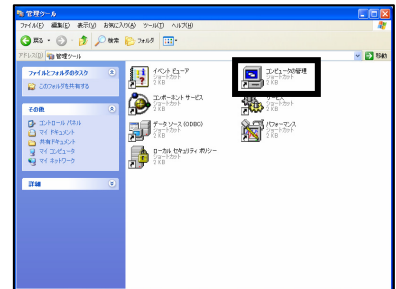 管理ツール
ファイル(F) 編集(E) 表示(V) お気に入り(A) ツール(T) ヘルプ(H)
戻る 検索 フォルダ
アドレス(D) 管理ツール 移動
ファイルとフォルダのタスク
このフォルダを共有する
その他
コントロール パネル
マイ ドキュメント
共有ドキュメント
マイ コンピュータ
マイ ネットワーク
詳細
イベント ビューア
ショートカット
2 KB
コンピュータの管理
ショートカット
2 KB
コンポーネント サービス
ショートカット
2 KB
サービス
ショートカット
2 KB
データ ソース (ODBC)
ショートカット
2 KB
パフォーマンス
ショートカット
2 KB
ローカル セキュリティ ポリシー
ショートカット
2 KB